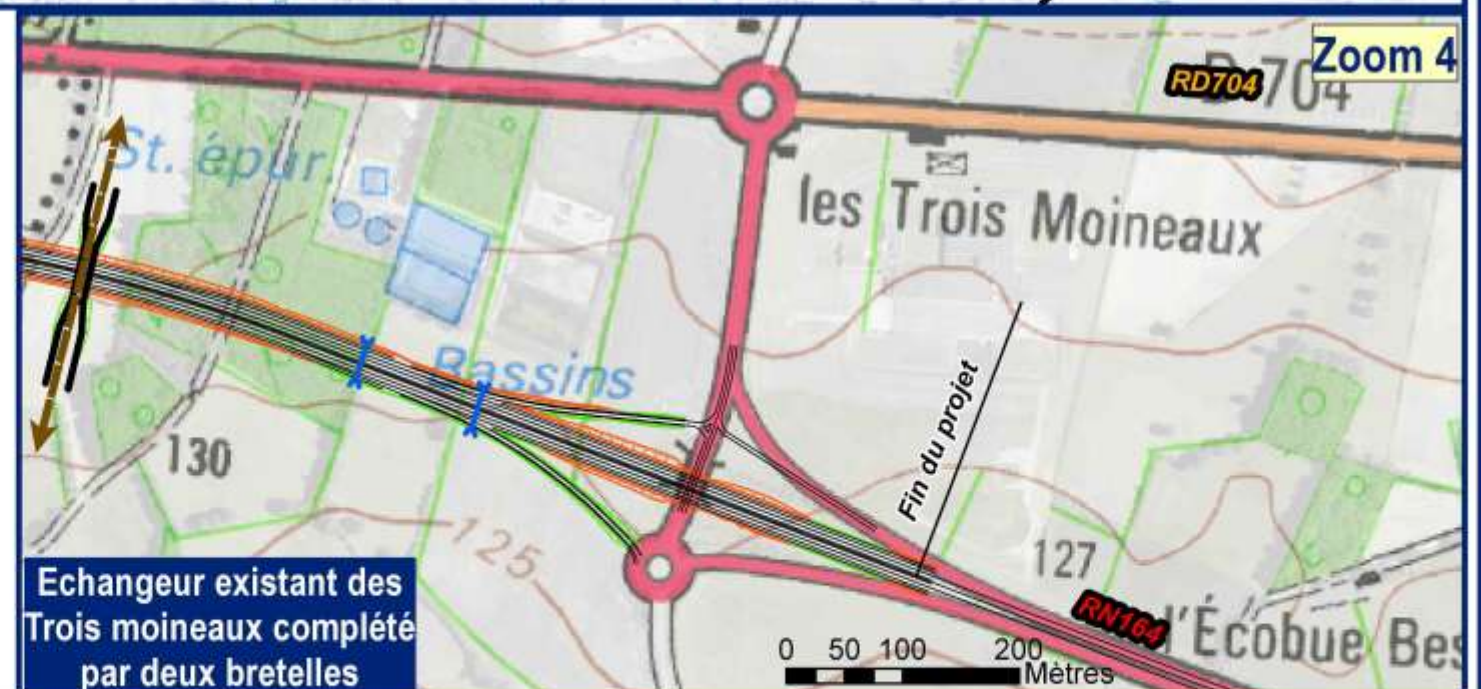 Zoom 4
RD704
D 704
St. épur.
les Trois Moineaux
Bassins
Fin du projet
130
125
127
RN164
l'Écobue Bes
Echangeur existant des
Trois moineaux complété
par deux bretelles
0 50 100 200
Mètres